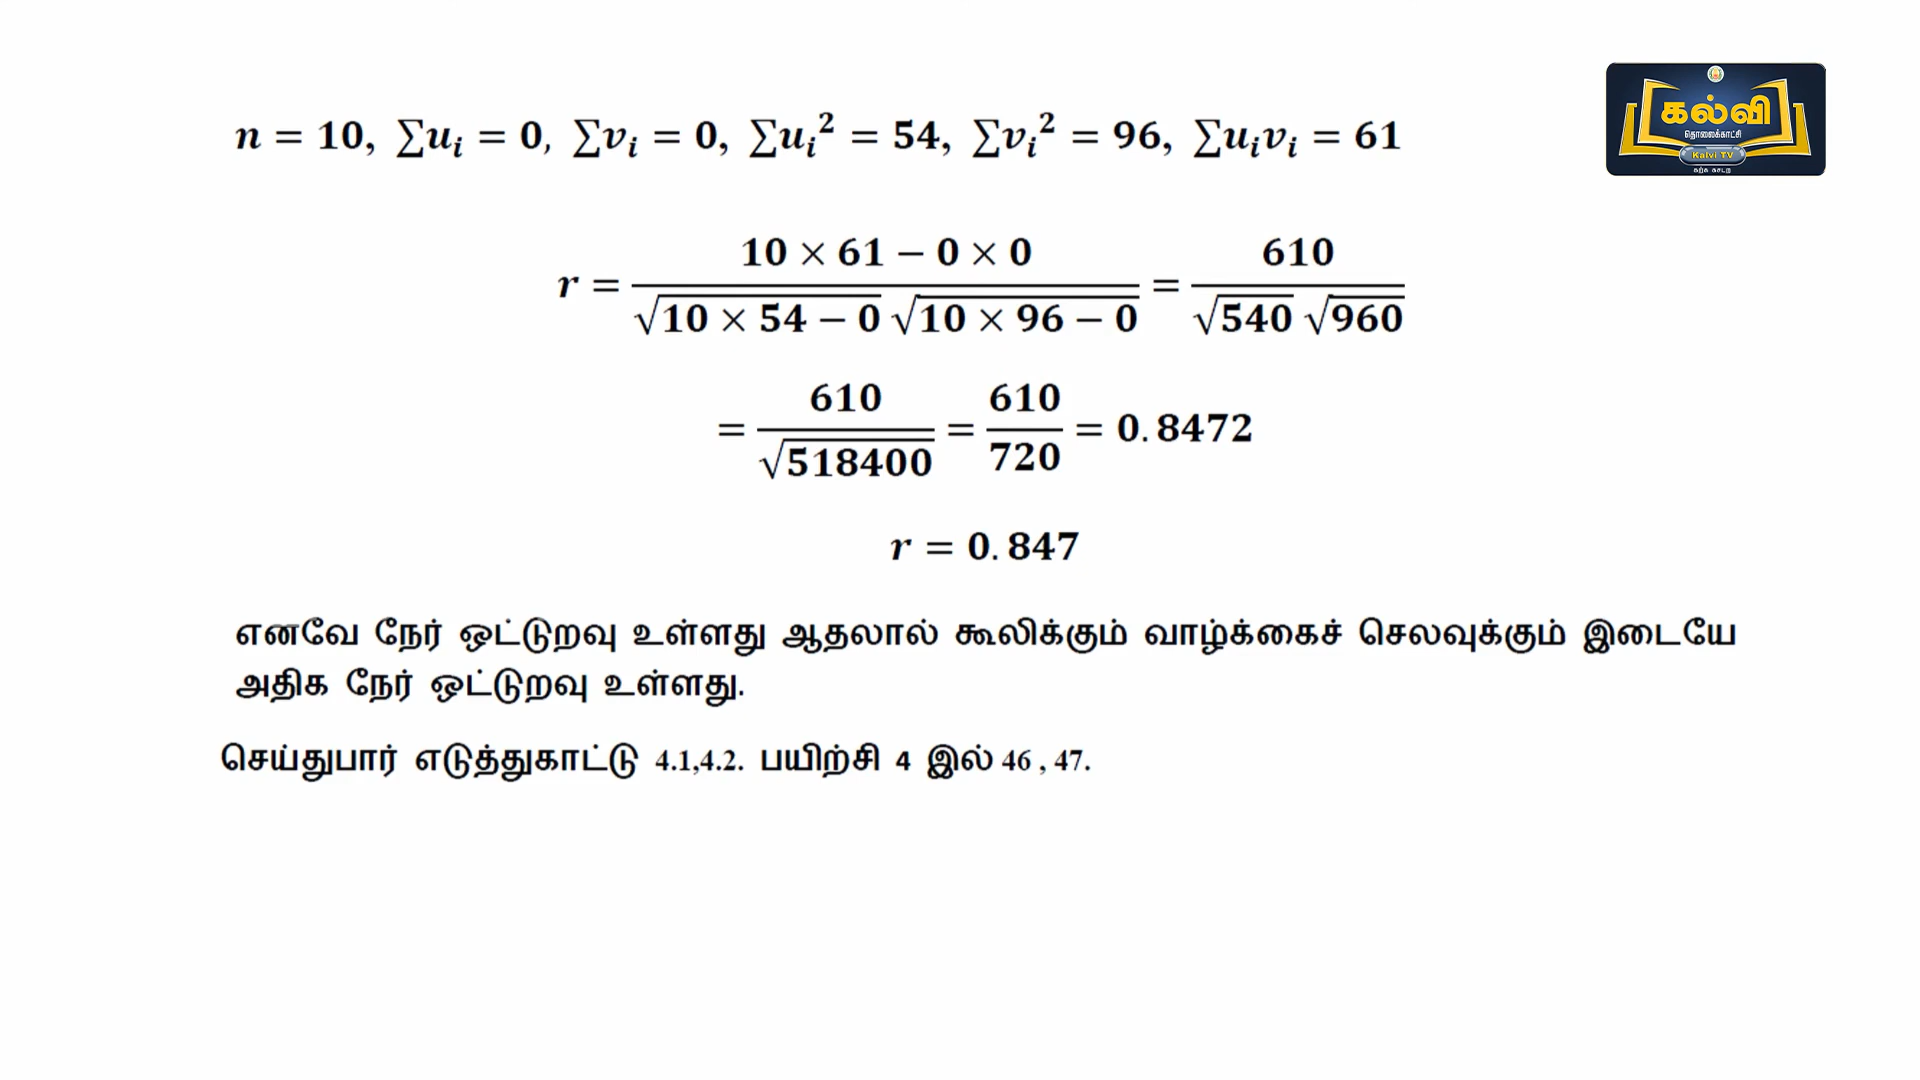 n = 10, ∑uᵢ = 0, ∑vᵢ = 0, ∑uᵢ² = 54, ∑vᵢ² = 96, ∑uᵢvᵢ = 61
கல்வி
தொலைக்காட்சி
Kalvi TV
கற்க கசடற
r = (10 × 61 − 0 × 0) / (√(10 × 54 − 0) √(10 × 96 − 0)) = 610 / (√540 √960)
= 610 / √518400 = 610 / 720 = 0.8472
r = 0.847
எனவே நேர் ஒட்டுறவு உள்ளது ஆதலால் கூலிக்கும் வாழ்க்கைச் செலவுக்கும் இடையே
அதிக நேர் ஒட்டுறவு உள்ளது.
செய்துபார் எடுத்துகாட்டு 4.1,4.2. பயிற்சி 4 இல் 46 , 47.